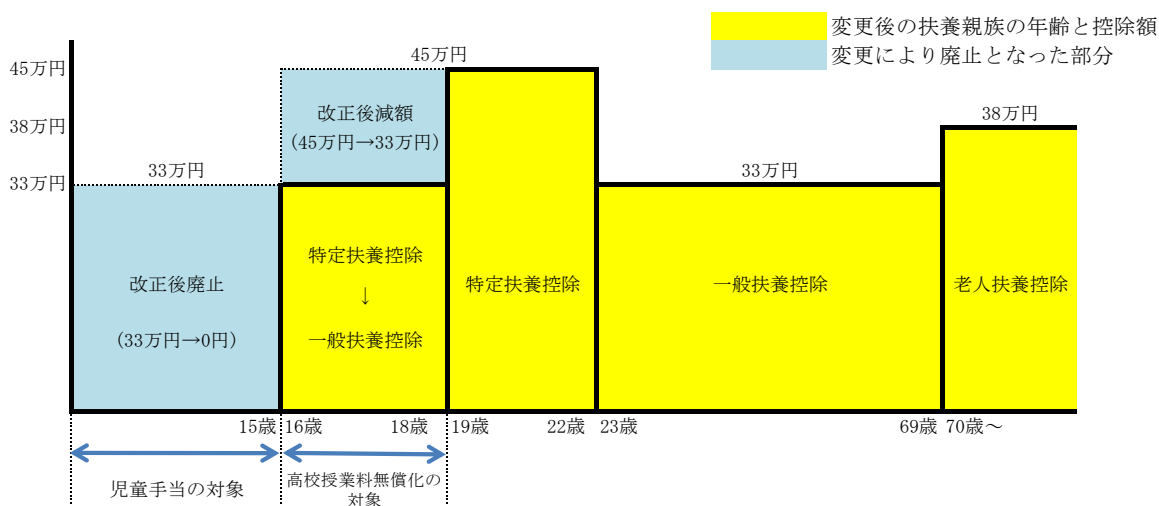 変更後の扶養親族の年齢と控除額
変更により廃止となった部分
45万円
38万円
33万円
45万円
38万円
33万円
33万円
改正後減額
(45万円→33万円)
改正後廃止
(33万円→0円)
特定扶養控除
↓
一般扶養控除
特定扶養控除
一般扶養控除
老人扶養控除
15歳
16歳
18歳
19歳
22歳
23歳
69歳
70歳～
児童手当の対象
高校授業料無償化の
対象